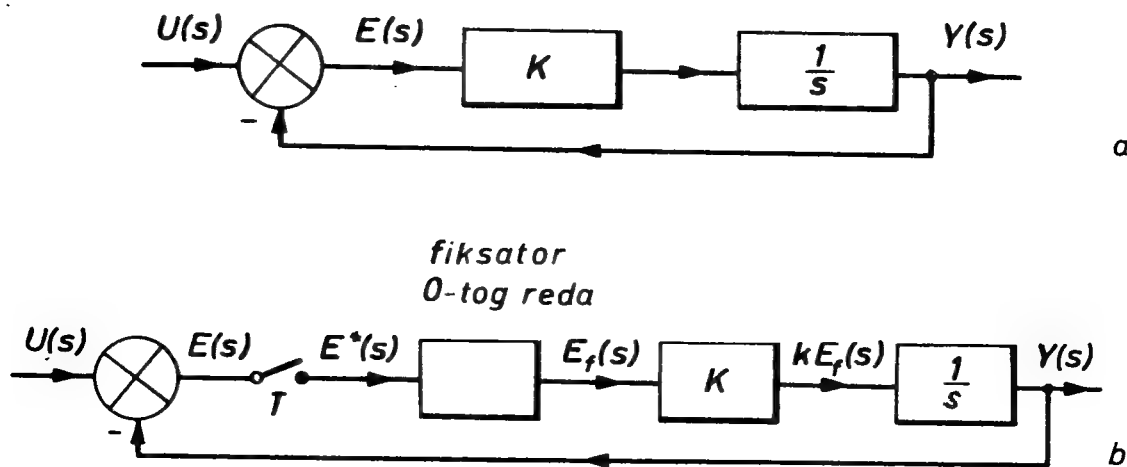 U(s) E(s) K 1/s Y(s)
-
a
fiksator
0-tog reda
U(s) E(s) E*(s) E_f(s) K kE_f(s) 1/s Y(s)
T
-
b